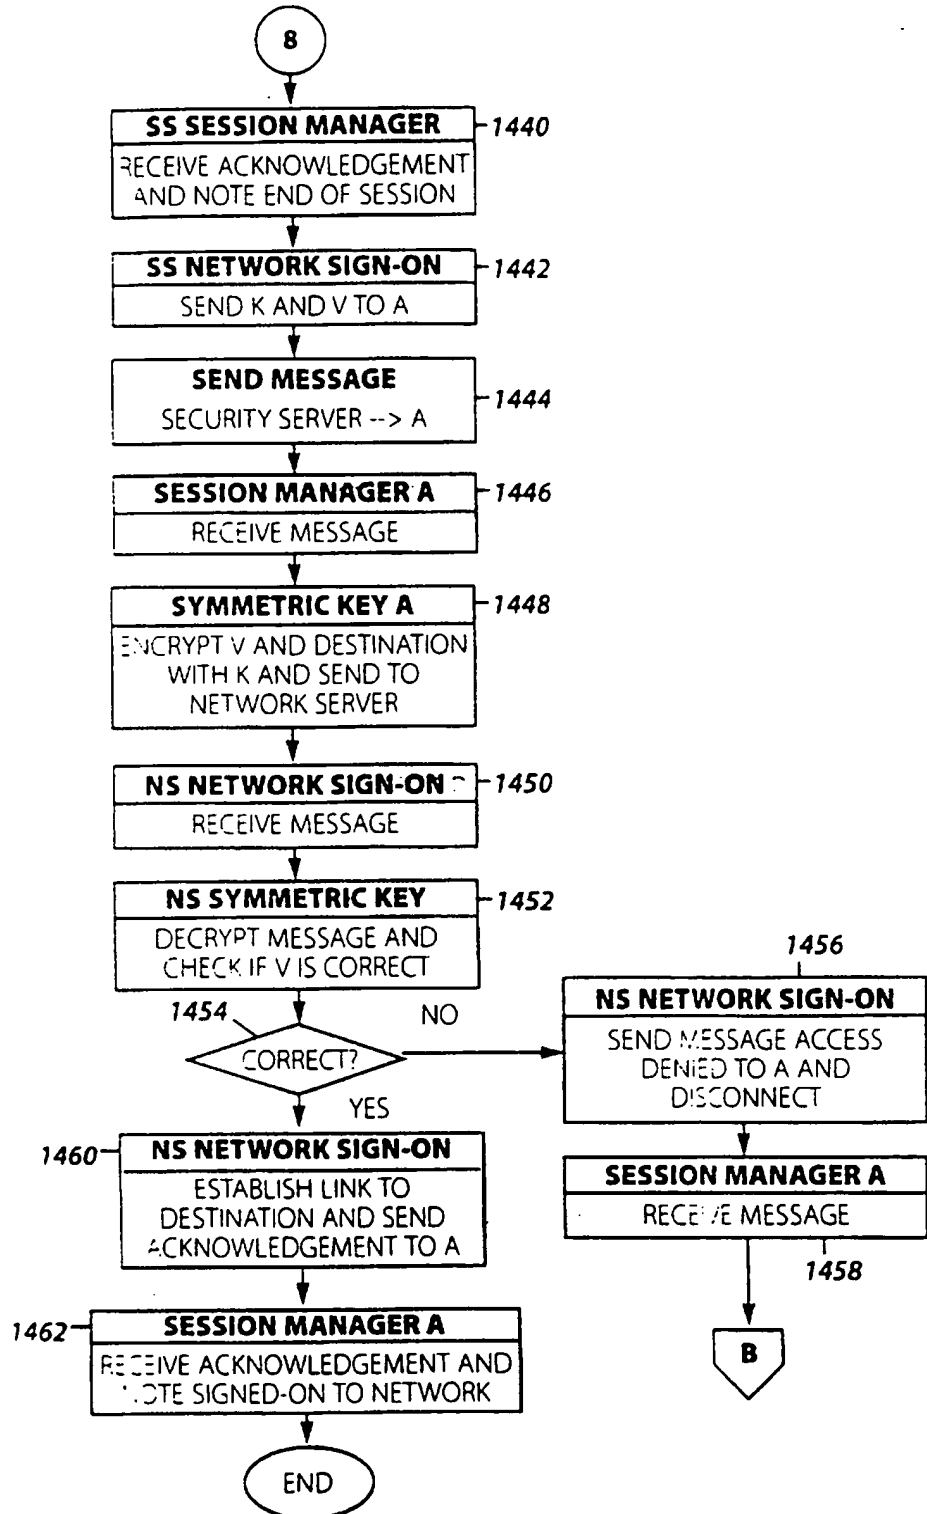 8
SS SESSION MANAGER
1440
RECEIVE ACKNOWLEDGEMENT
AND NOTE END OF SESSION
SS NETWORK SIGN-ON
1442
SEND K AND V TO A
SEND MESSAGE
1444
SECURITY SERVER --> A
SESSION MANAGER A
1446
RECEIVE MESSAGE
SYMMETRIC KEY A
1448
ENCRYPT V AND DESTINATION
WITH K AND SEND TO
NETWORK SERVER
NS NETWORK SIGN-ON
1450
RECEIVE MESSAGE
NS SYMMETRIC KEY
1452
DECRYPT MESSAGE AND
CHECK IF V IS CORRECT
1454
CORRECT?
NO
YES
1456
NS NETWORK SIGN-ON
SEND MESSAGE ACCESS
DENIED TO A AND
DISCONNECT
SESSION MANAGER A
RECEIVE MESSAGE
1458
B
1460
NS NETWORK SIGN-ON
ESTABLISH LINK TO
DESTINATION AND SEND
ACKNOWLEDGEMENT TO A
1462
SESSION MANAGER A
RECEIVE ACKNOWLEDGEMENT AND
NOTE SIGNED-ON TO NETWORK
END